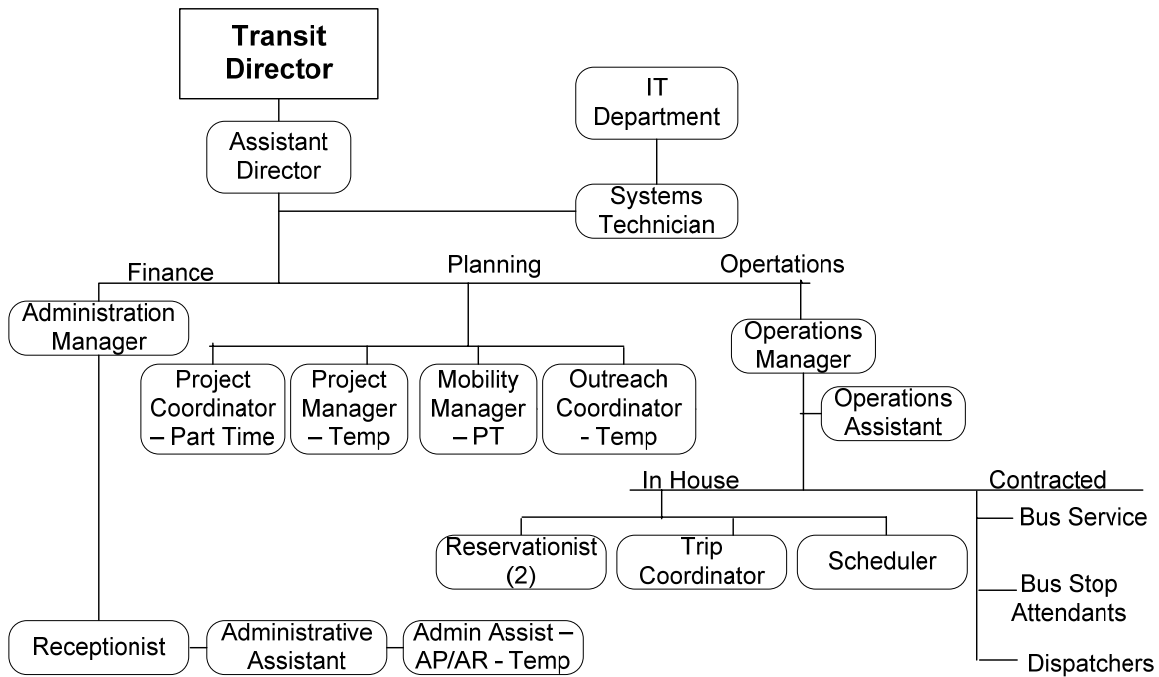 Transit
Director
IT
Department
Assistant
Director
Systems
Technician
Finance
Planning
Opertations
Administration
Manager
Operations
Manager
Project
Coordinator
– Part Time
Project
Manager
– Temp
Mobility
Manager
– PT
Outreach
Coordinator
- Temp
Operations
Assistant
In House
Contracted
Bus Service
Reservationist
(2)
Trip
Coordinator
Scheduler
Bus Stop
Attendants
Receptionist
Administrative
Assistant
Admin Assist –
AP/AR - Temp
Dispatchers